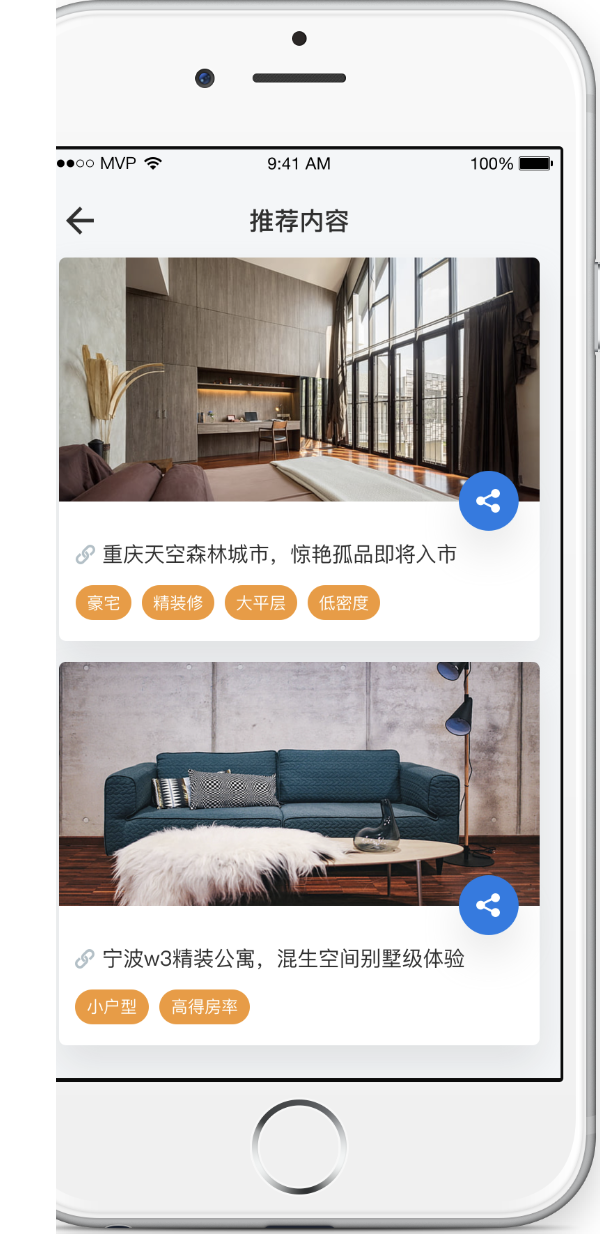 MVP 9:41 AM 100%
推荐内容
重庆天空森林城市，惊艳孤品即将入市
豪宅 精装修 大平层 低密度
宁波w3精装公寓，混生空间别墅级体验
小户型 高得房率